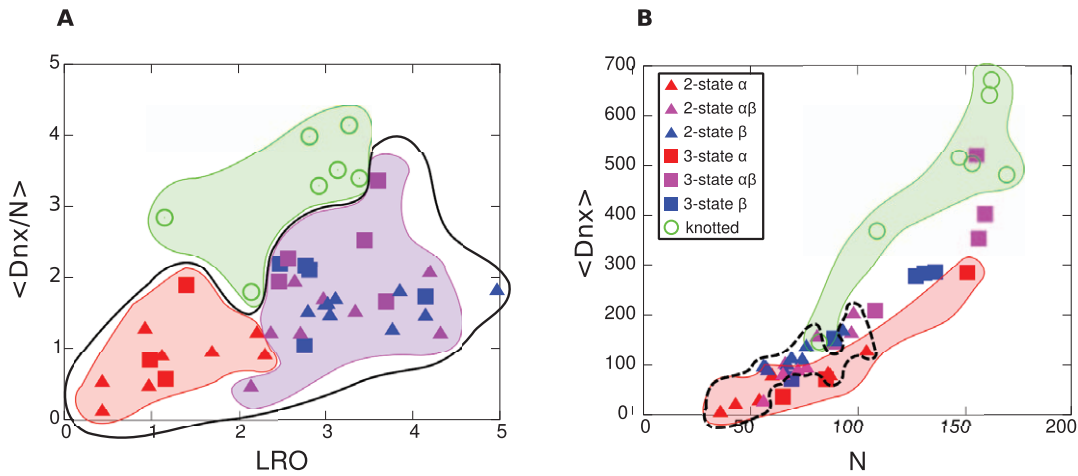 A
B
5
4
3
2
1
0
0
1
2
3
4
5
<Dnx/N>
LRO
700
600
500
400
300
200
100
0
0
50
100
150
200
<Dnx>
N
2-state α
2-state αβ
2-state β
3-state α
3-state αβ
3-state β
knotted